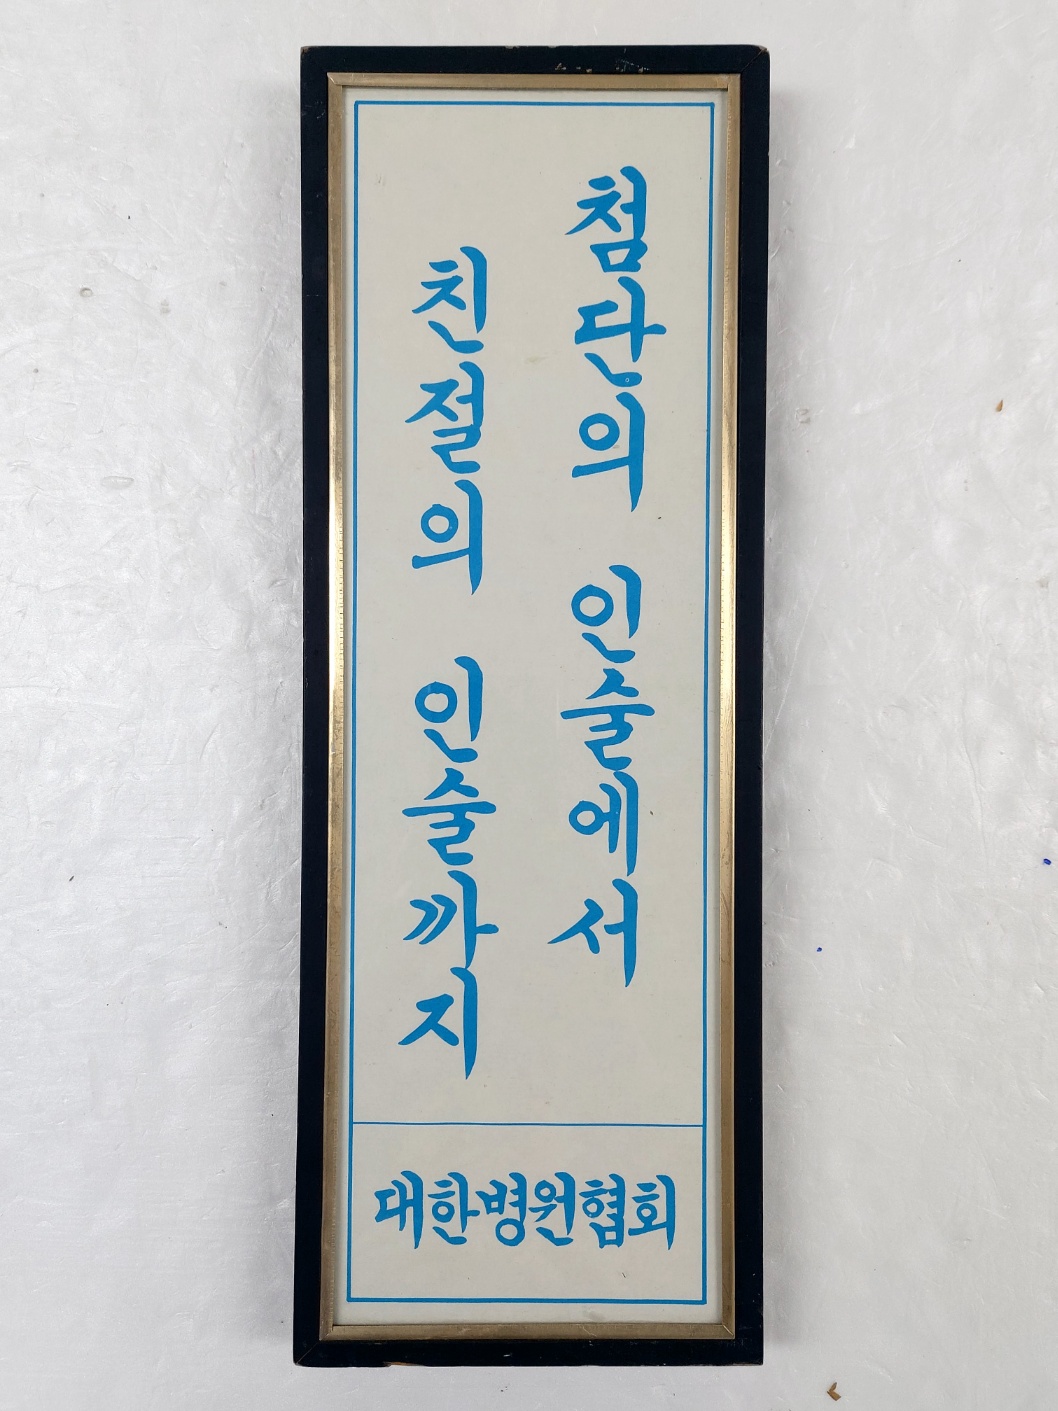 첨단의 인술에서
친절의 인술까지
대한병원협회